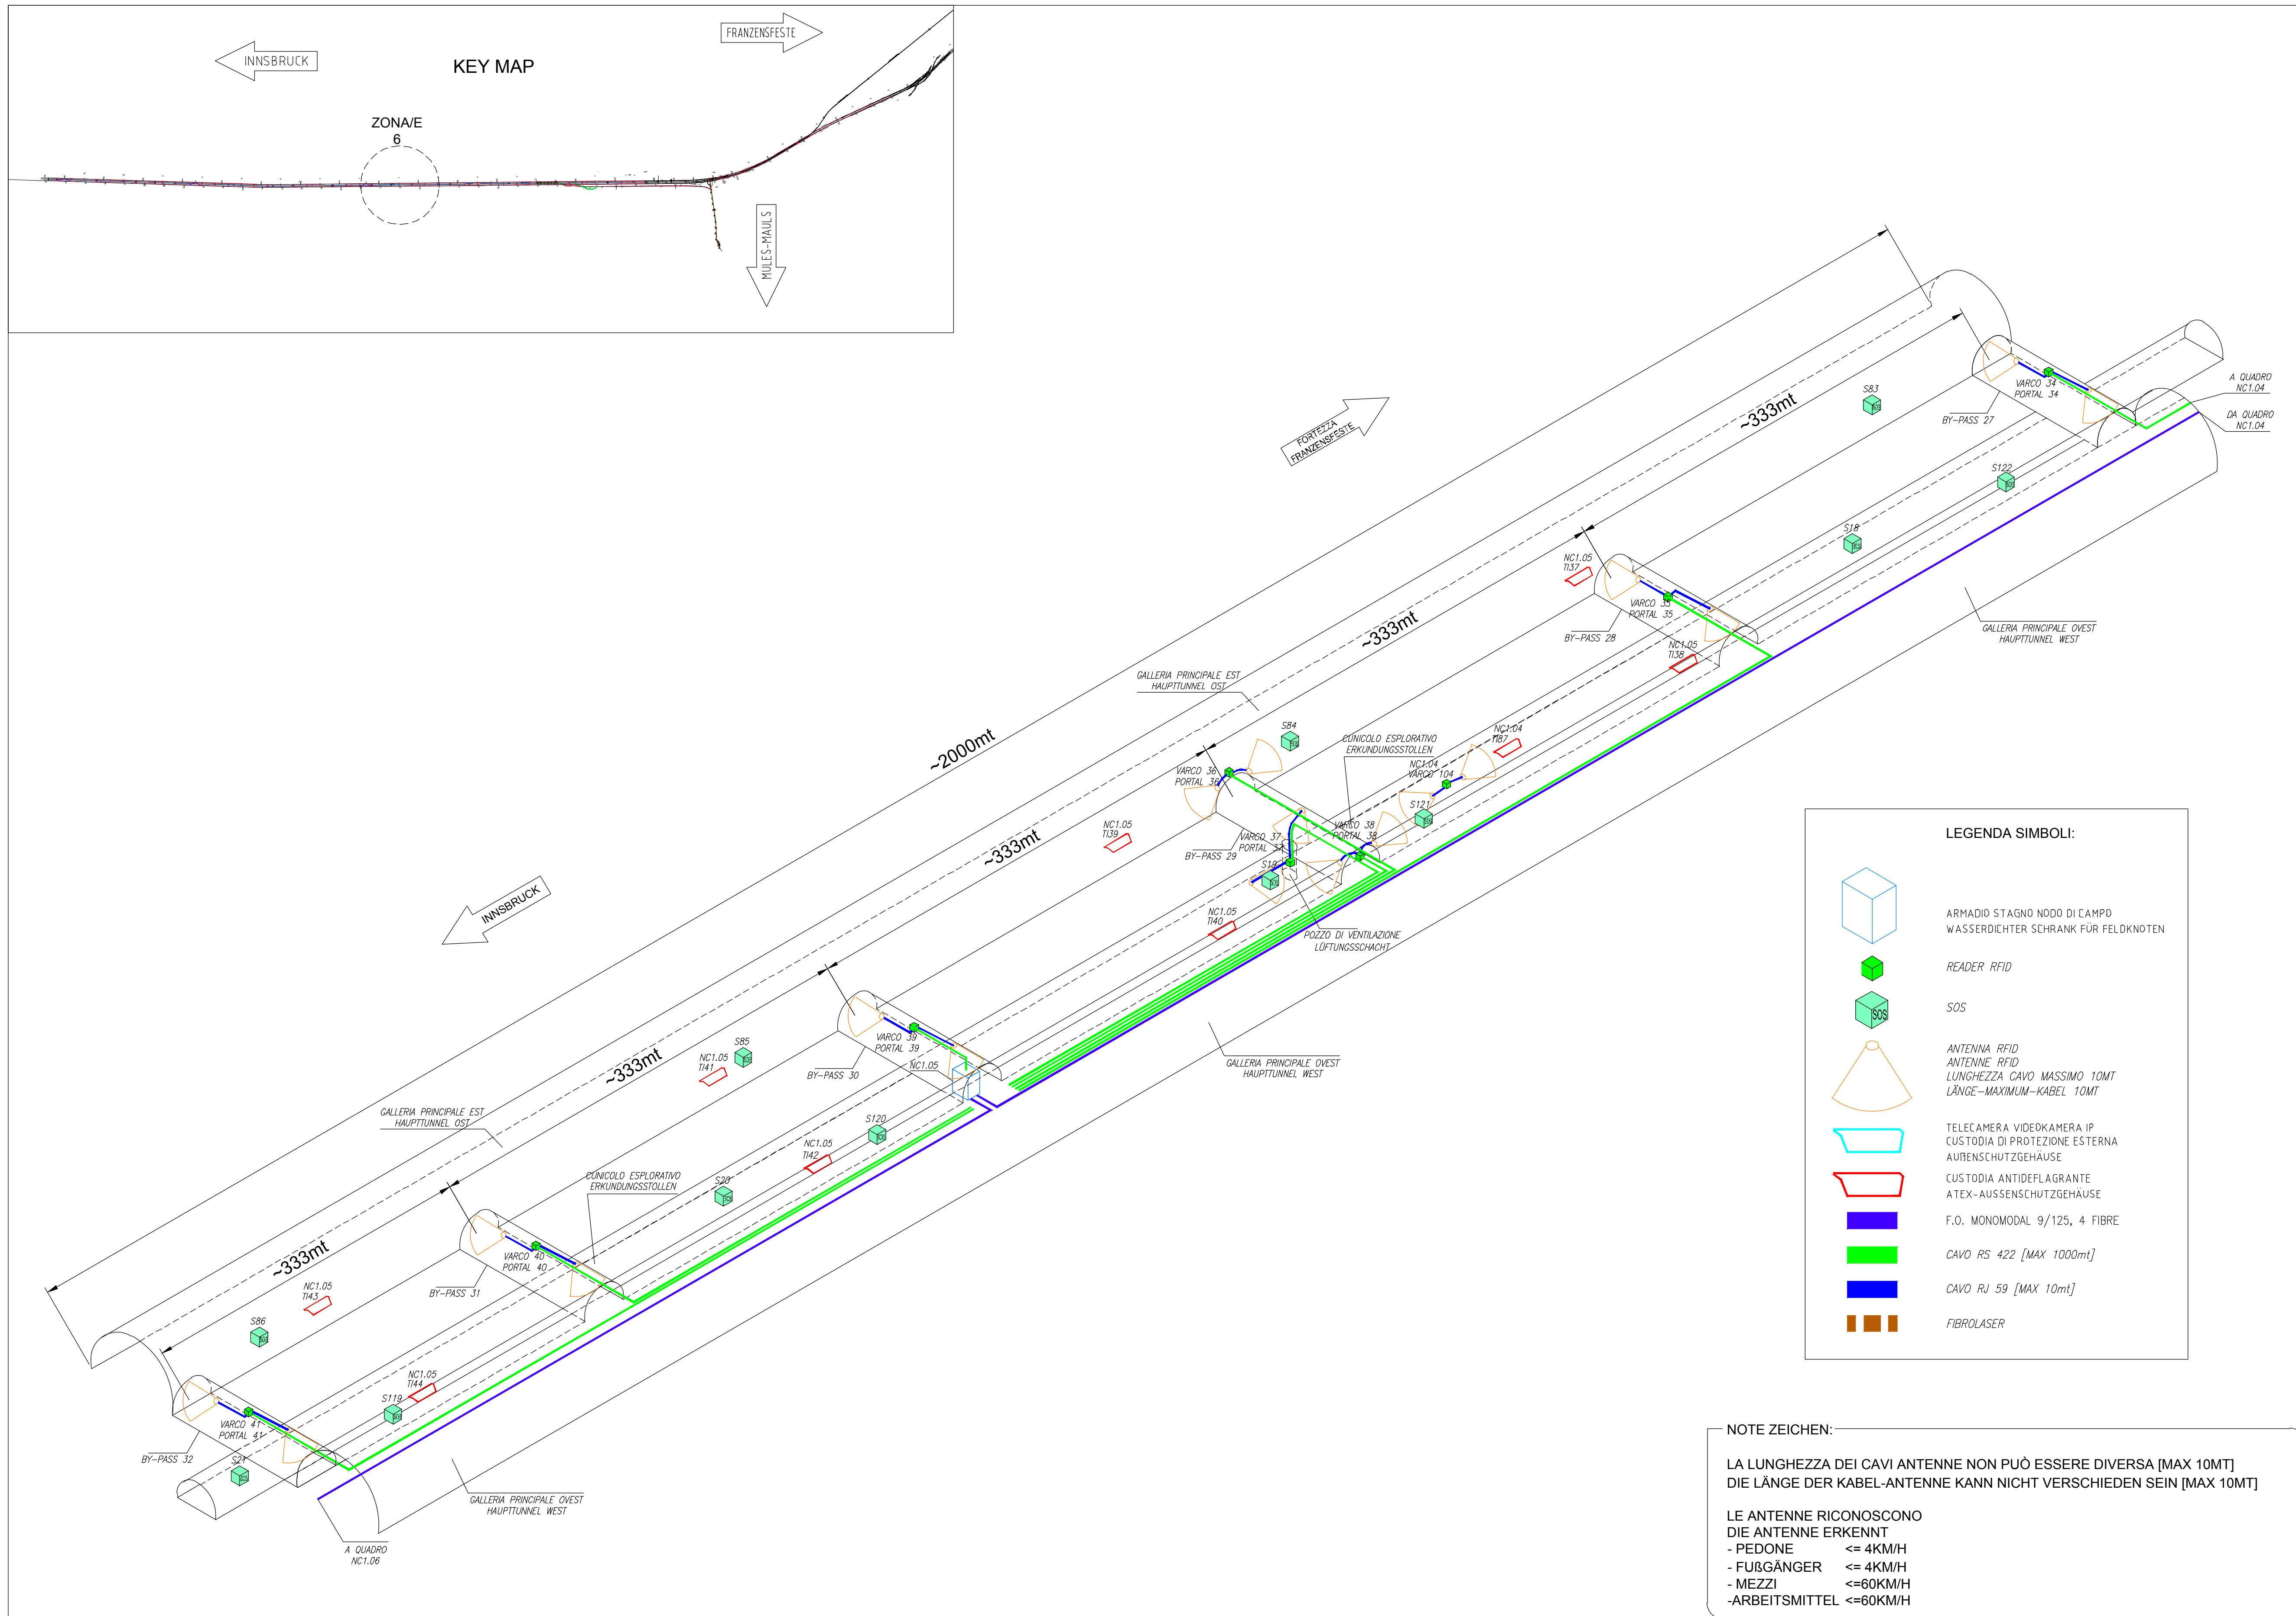 INNSBRUCK
KEY MAP
FRANZENSFESTE
ZONA/E
6
MULES-MAULS
~2000mt
~333mt
~333mt
~333mt
~333mt
~333mt
FORTEZZA
FRANZENSFESTE
INNSBRUCK
A QUADRO
NC1.04
DA QUADRO
NC1.04
VARCO 34
PORTAL 34
BY-PASS 27
S83
SOS
S122
SOS
S18
SOS
NC1.05
TI37
VARCO 35
PORTAL 35
BY-PASS 28
NC1.05
TI38
GALLERIA PRINCIPALE OVEST
HAUPTTUNNEL WEST
GALLERIA PRINCIPALE EST
HAUPTTUNNEL OST
S84
SOS
CUNICOLO ESPLORATIVO
ERKUNDUNGSSTOLLEN
NC1.04
TI87
NC1.04
VARCO 104
VARCO 36
PORTAL 36
S121
SOS
VARCO 37
PORTAL 37
VARCO 38
PORTAL 38
BY-PASS 29
S19
SOS
NC1.05
TI39
NC1.05
TI40
POZZO DI VENTILAZIONE
LÜFTUNGSSCHACHT
VARCO 39
PORTAL 39
NC1.05
BY-PASS 30
GALLERIA PRINCIPALE OVEST
HAUPTTUNNEL WEST
S85
SOS
NC1.05
TI41
GALLERIA PRINCIPALE EST
HAUPTTUNNEL OST
S120
SOS
NC1.05
TI42
CUNICOLO ESPLORATIVO
ERKUNDUNGSSTOLLEN
S20
SOS
VARCO 40
PORTAL 40
BY-PASS 31
NC1.05
TI43
S86
SOS
NC1.05
TI44
S119
SOS
VARCO 41
PORTAL 41
BY-PASS 32
S21
SOS
GALLERIA PRINCIPALE OVEST
HAUPTTUNNEL WEST
A QUADRO
NC1.06
LEGENDA SIMBOLI:
ARMADIO STAGNO NODO DI CAMPO
WASSERDICHTER SCHRANK FÜR FELDKNOTEN
READER RFID
SOS
SOS
ANTENNA RFID
ANTENNE RFID
LUNGHEZZA CAVO MASSIMO 10MT
LÄNGE-MAXIMUM-KABEL 10MT
TELECAMERA VIDEOKAMERA IP
CUSTODIA DI PROTEZIONE ESTERNA
AUßENSCHUTZGEHÄUSE
CUSTODIA ANTIDEFLAGRANTE
ATEX-AUSSENSCHUTZGEHÄUSE
F.O. MONOMODAL 9/125, 4 FIBRE
CAVO RS 422 [MAX 1000mt]
CAVO RJ 59 [MAX 10mt]
FIBROLASER
NOTE ZEICHEN:
LA LUNGHEZZA DEI CAVI ANTENNE NON PUÒ ESSERE DIVERSA [MAX 10MT]
DIE LÄNGE DER KABEL-ANTENNE KANN NICHT VERSCHIEDEN SEIN [MAX 10MT]
LE ANTENNE RICONOSCONO
DIE ANTENNE ERKENNT
- PEDONE <= 4KM/H
- FUßGÄNGER <= 4KM/H
- MEZZI <=60KM/H
-ARBEITSMITTEL <=60KM/H